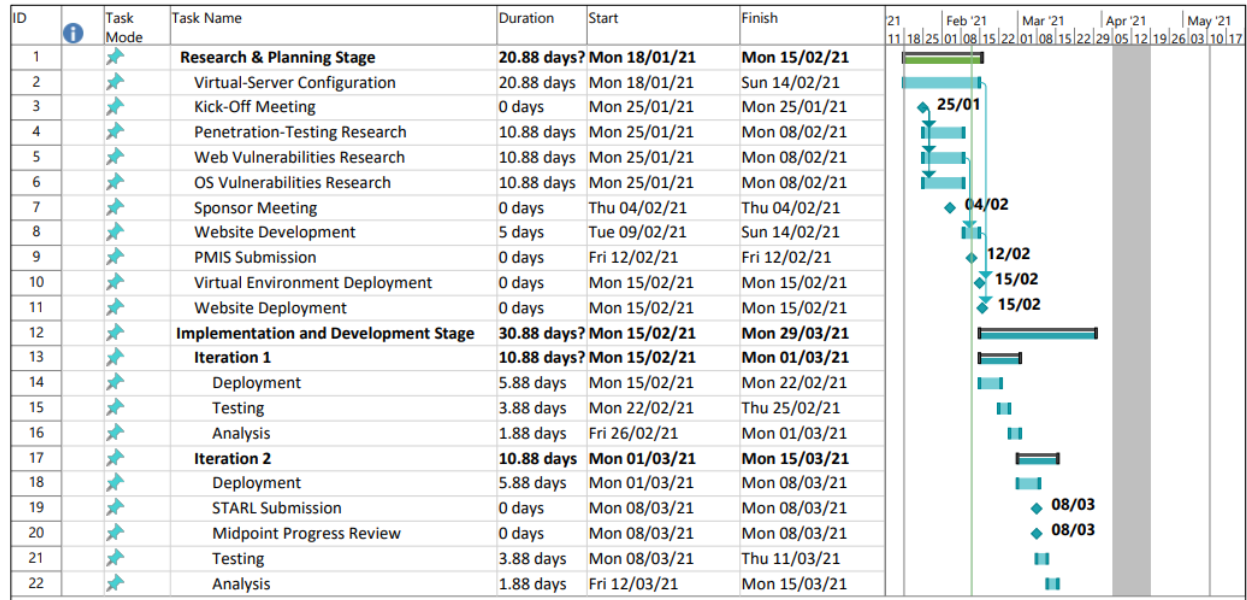 ID Task Mode Task Name Duration Start Finish '21 Feb '21 Mar '21 Apr '21 May '21
11 18 25 01 08 15 22 01 08 15 22 29 05 12 19 26 03 10 17
1 Research & Planning Stage 20.88 days? Mon 18/01/21 Mon 15/02/21
2 Virtual-Server Configuration 20.88 days Mon 18/01/21 Sun 14/02/21
3 Kick-Off Meeting 0 days Mon 25/01/21 Mon 25/01/21 25/01
4 Penetration-Testing Research 10.88 days Mon 25/01/21 Mon 08/02/21
5 Web Vulnerabilities Research 10.88 days Mon 25/01/21 Mon 08/02/21
6 OS Vulnerabilities Research 10.88 days Mon 25/01/21 Mon 08/02/21
7 Sponsor Meeting 0 days Thu 04/02/21 Thu 04/02/21 04/02
8 Website Development 5 days Tue 09/02/21 Sun 14/02/21
9 PMIS Submission 0 days Fri 12/02/21 Fri 12/02/21 12/02
10 Virtual Environment Deployment 0 days Mon 15/02/21 Mon 15/02/21 15/02
11 Website Deployment 0 days Mon 15/02/21 Mon 15/02/21 15/02
12 Implementation and Development Stage 30.88 days? Mon 15/02/21 Mon 29/03/21
13 Iteration 1 10.88 days? Mon 15/02/21 Mon 01/03/21
14 Deployment 5.88 days Mon 15/02/21 Mon 22/02/21
15 Testing 3.88 days Mon 22/02/21 Thu 25/02/21
16 Analysis 1.88 days Fri 26/02/21 Mon 01/03/21
17 Iteration 2 10.88 days Mon 01/03/21 Mon 15/03/21
18 Deployment 5.88 days Mon 01/03/21 Mon 08/03/21
19 STARL Submission 0 days Mon 08/03/21 Mon 08/03/21 08/03
20 Midpoint Progress Review 0 days Mon 08/03/21 Mon 08/03/21 08/03
21 Testing 3.88 days Mon 08/03/21 Thu 11/03/21
22 Analysis 1.88 days Fri 12/03/21 Mon 15/03/21